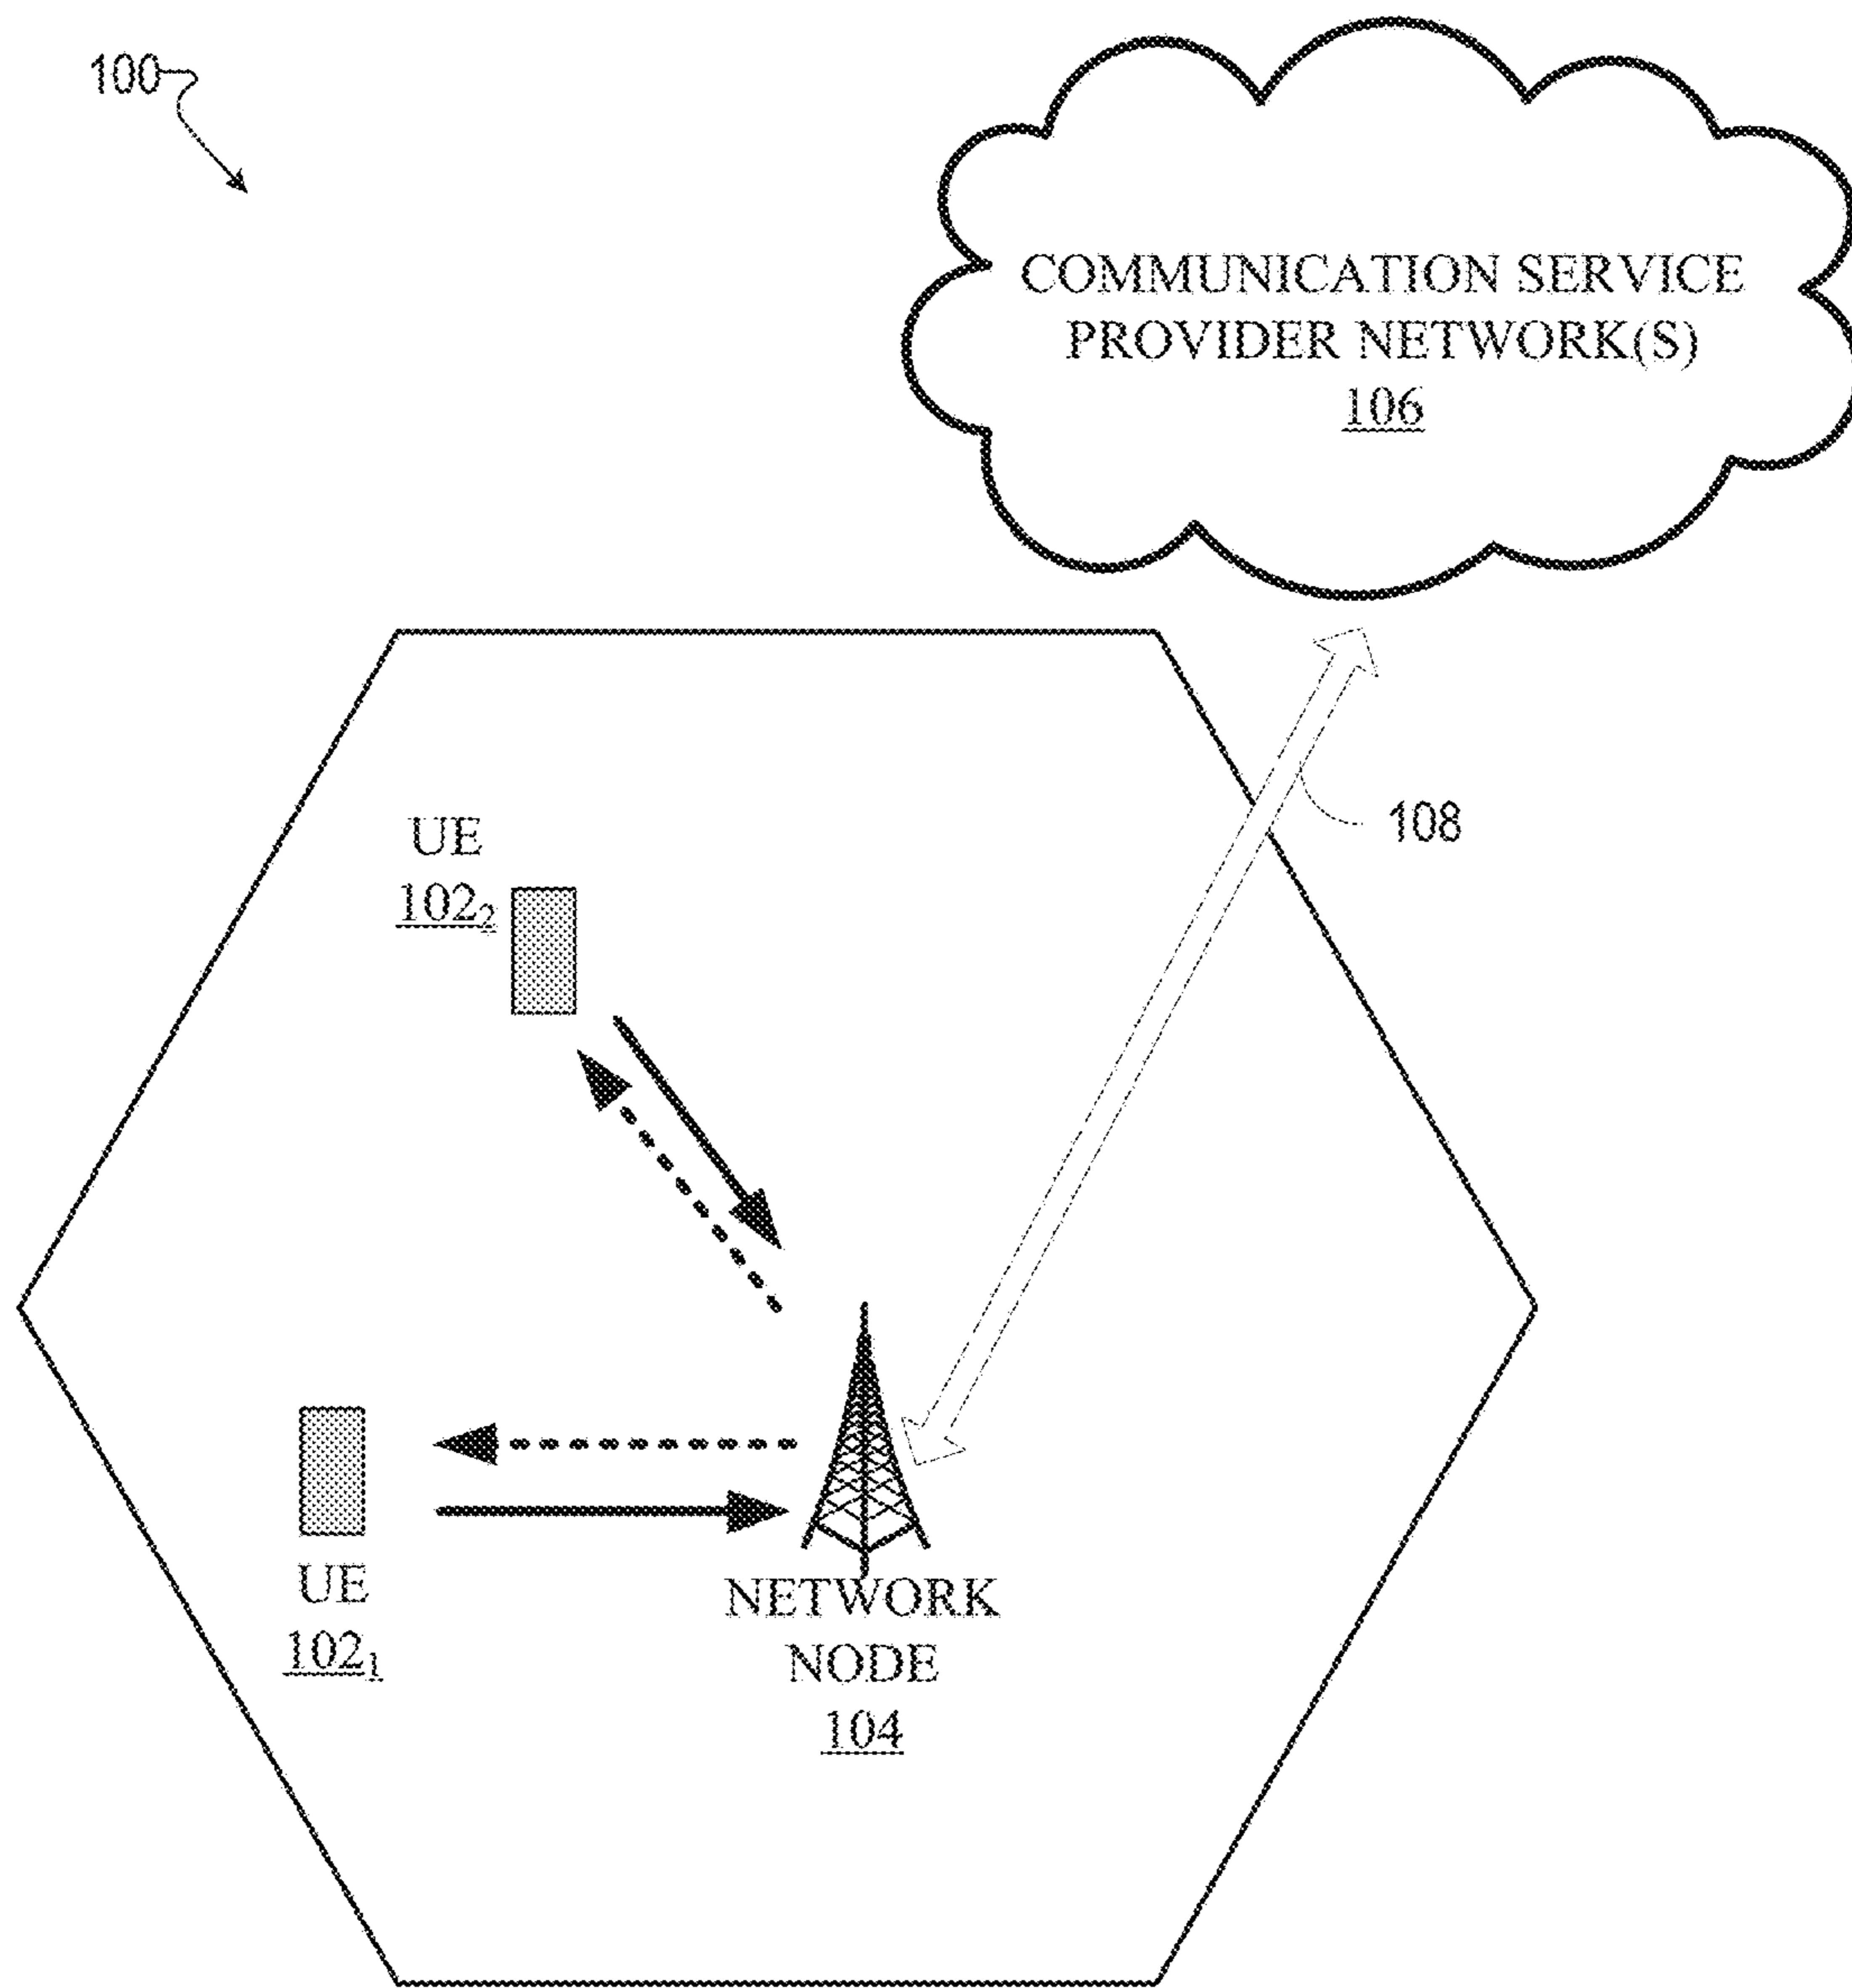 100
COMMUNICATION SERVICE
PROVIDER NETWORK(S)
106
108
UE
102₂
UE
102₁
NETWORK
NODE
104